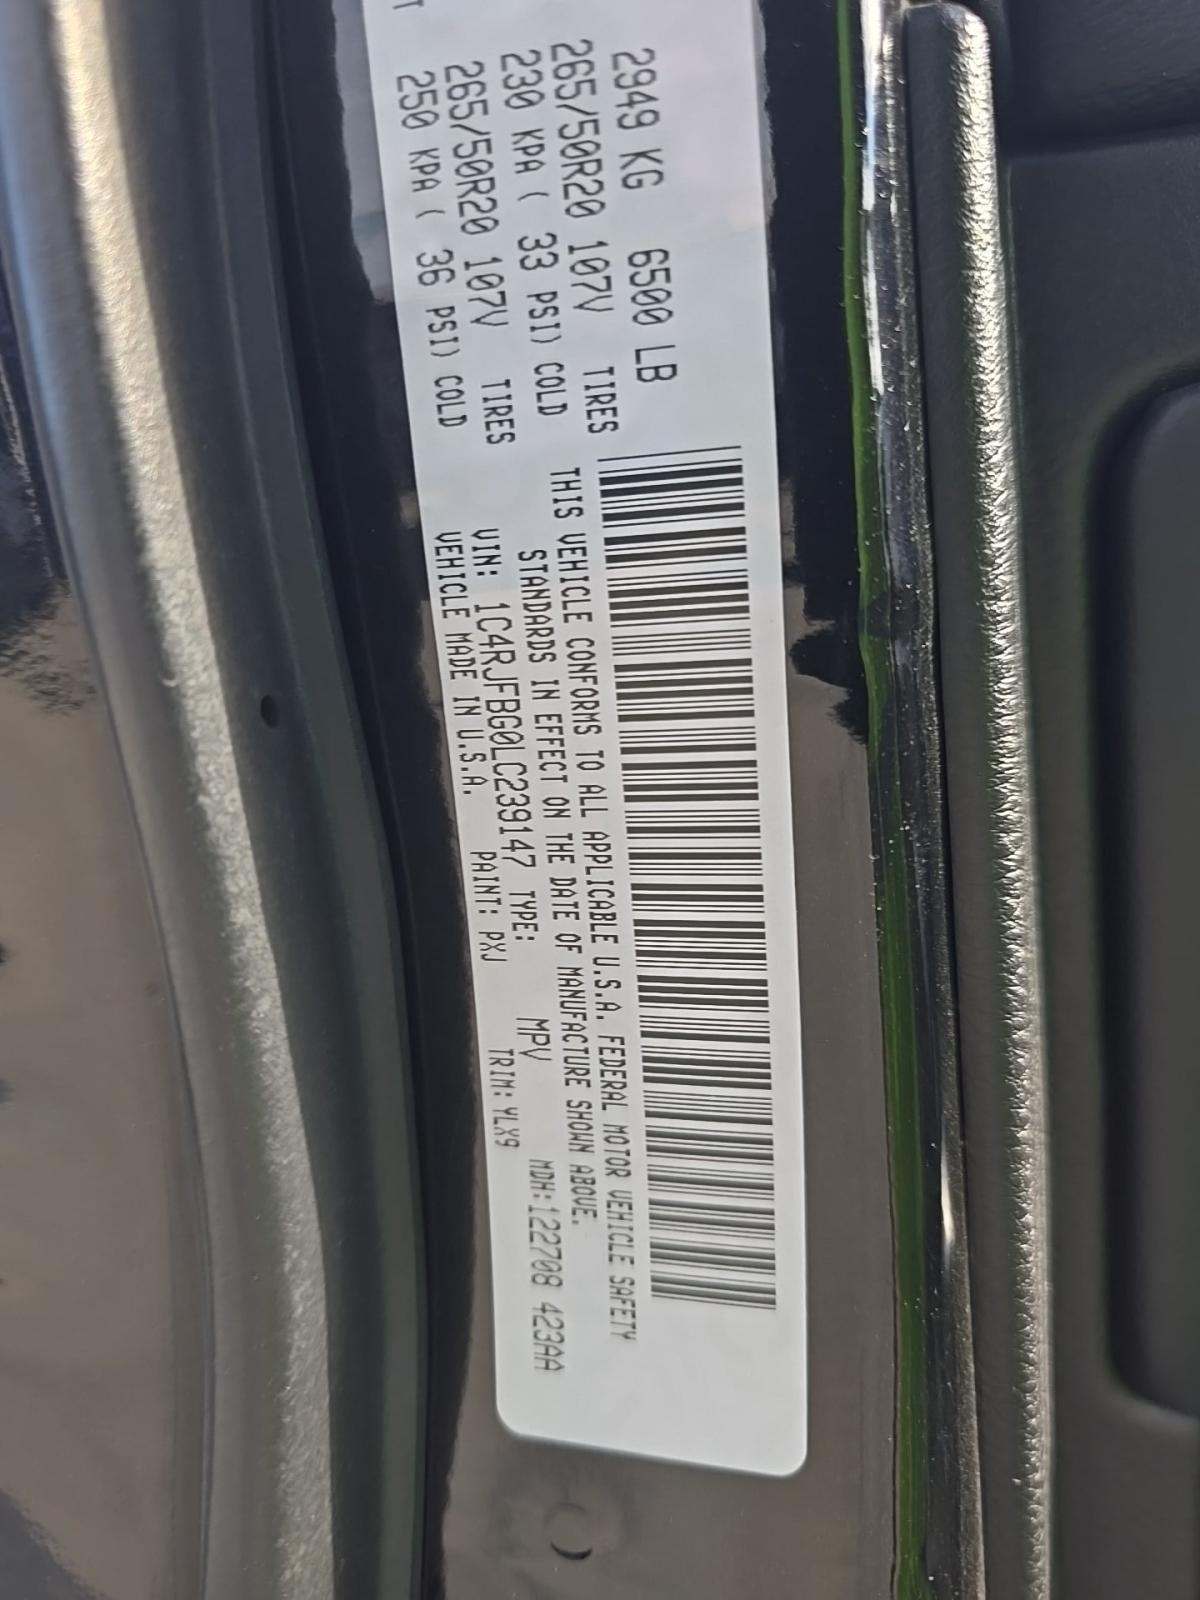 2949 KG 6500 LB
265/50R20 107V TIRES
230 KPA ( 33 PSI) COLD
265/50R20 107V TIRES
250 KPA ( 36 PSI) COLD
THIS VEHICLE CONFORMS TO ALL APPLICABLE U.S.A. FEDERAL MOTOR VEHICLE SAFETY
STANDARDS IN EFFECT ON THE DATE OF MANUFACTURE SHOWN ABOVE.
VIN: 1C4RJFBG0LC239147 TYPE: MPV MDH:122708 423AA
VEHICLE MADE IN U.S.A. PAINT: PXJ TRIM: YLX9